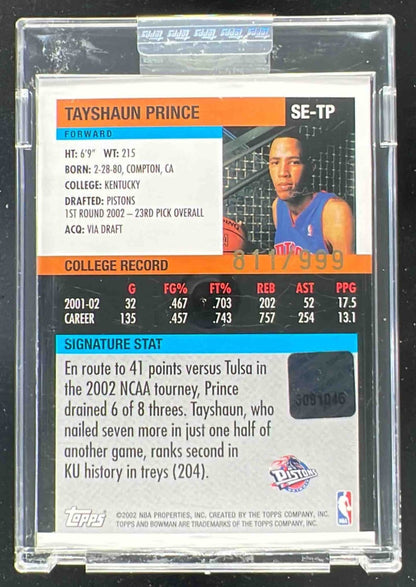 TAYSHAUN PRINCE
SE-TP
FORWARD
HT: 6'9" WT: 215
BORN: 2-28-80, COMPTON, CA
COLLEGE: KENTUCKY
DRAFTED: PISTONS
1ST ROUND 2002 – 23RD PICK OVERALL
ACQ: VIA DRAFT
811/999
COLLEGE RECORD
G FG% FT% REB AST PPG
2001-02 32 .467 .703 202 52 17.5
CAREER 135 .457 .743 757 254 13.1
SIGNATURE STAT
En route to 41 points versus Tulsa in
the 2002 NCAA tourney, Prince
drained 6 of 8 threes. Tayshaun, who
nailed seven more in just one half of
another game, ranks second in
KU history in treys (204).
PISTONS
NBA
Topps
©2002 NBA PROPERTIES, INC. CREATED BY THE TOPPS COMPANY, INC.
TOPPS AND BOWMAN ARE TRADEMARKS OF THE TOPPS COMPANY, INC.